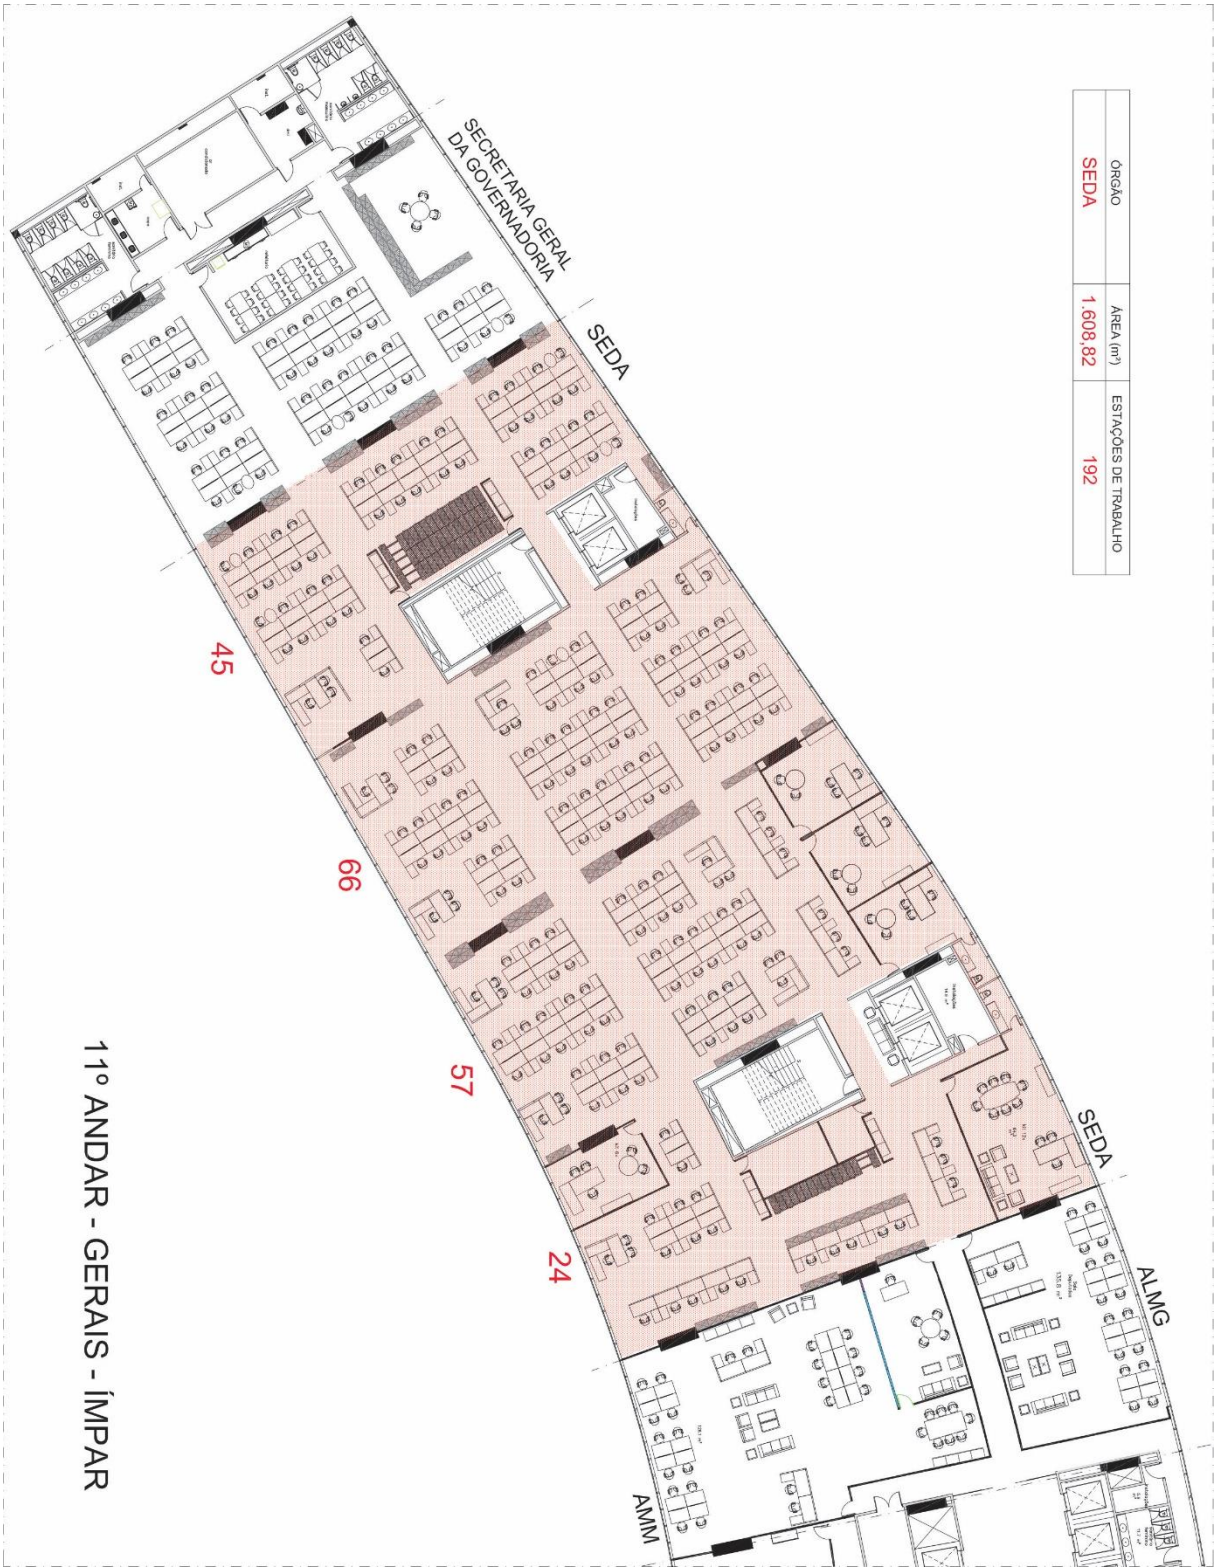 ÓRGÃO ÁREA (m²) ESTAÇÕES DE TRABALHO
SEDA 1.608,82 192
SECRETARIA GERAL
DA GOVERNADORIA
SEDA
45
66
57
24
SEDA
ALMG
AMM
11º ANDAR - GERAIS - ÍMPAR